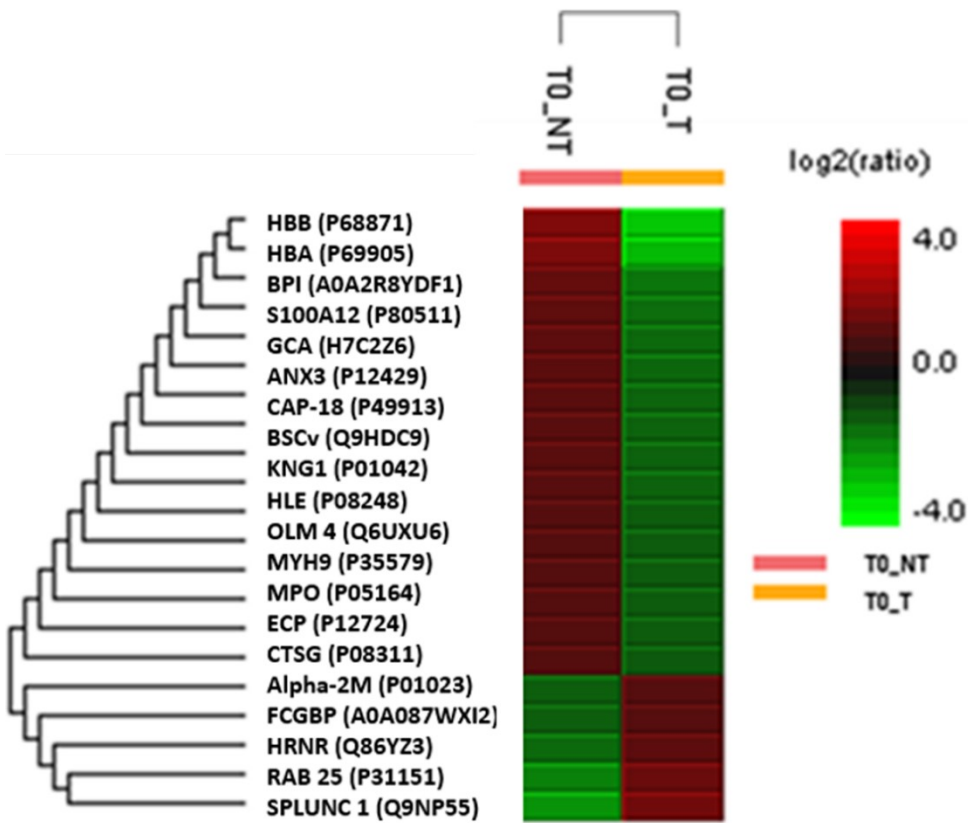 T0_NT
T0_T
log2(ratio)
4.0
0.0
-4.0
T0_NT
T0_T
HBB (P68871)
HBA (P69905)
BPI (A0A2R8YDF1)
S100A12 (P80511)
GCA (H7C2Z6)
ANX3 (P12429)
CAP-18 (P49913)
BSCv (Q9HDC9)
KNG1 (P01042)
HLE (P08248)
OLM 4 (Q6UXU6)
MYH9 (P35579)
MPO (P05164)
ECP (P12724)
CTSG (P08311)
Alpha-2M (P01023)
FCGBP (A0A087WXI2)
HRNR (Q86YZ3)
RAB 25 (P31151)
SPLUNC 1 (Q9NP55)